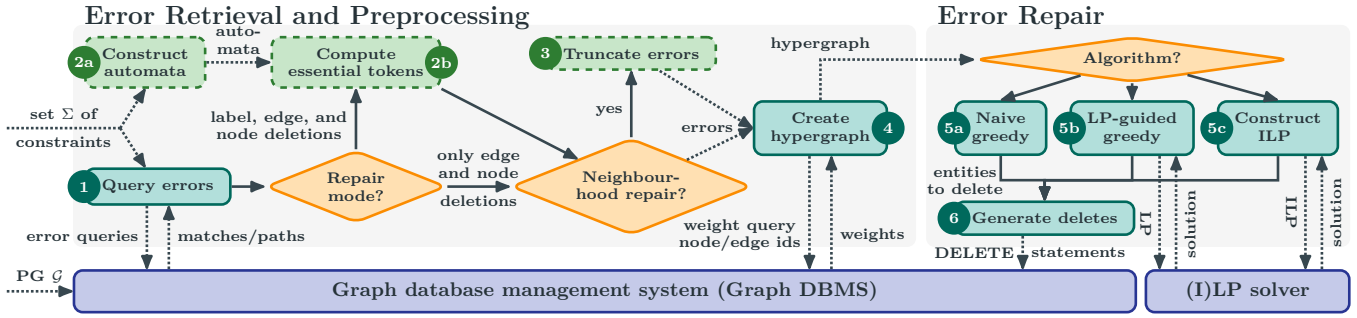 Error Retrieval and Preprocessing
Error Repair
2a
Construct
automata
auto-
mata
Compute
essential tokens
2b
3
Truncate errors
hypergraph
Algorithm?
set Σ of
constraints
label, edge, and
node deletions
yes
errors
Create
hypergraph
4
5a
Naive
greedy
5b
LP-guided
greedy
5c
Construct
ILP
1
Query errors
Repair
mode?
only edge
and node
deletions
Neighbour-
hood repair?
entities
to delete
6
Generate deletes
error queries
matches/paths
weight query
node/edge ids
weights
DELETE
statements
LP
solution
ILP
solution
PG 𝒢
Graph database management system (Graph DBMS)
(I)LP solver